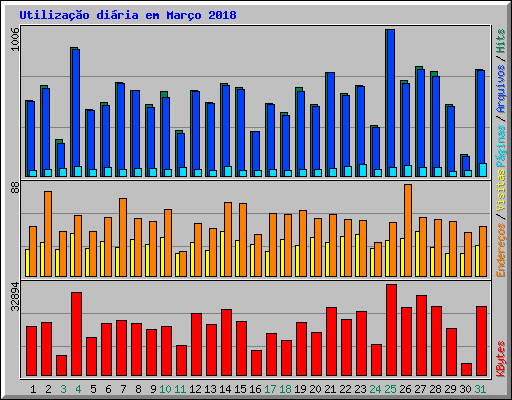 Utilização diária em Março 2018
1006
Páginas / Arquivos / Hits
88
Endereços / visitas
32894
KBytes
1 2 3 4 5 6 7 8 9 10 11 12 13 14 15 16 17 18 19 20 21 22 23 24 25 26 27 28 29 30 31